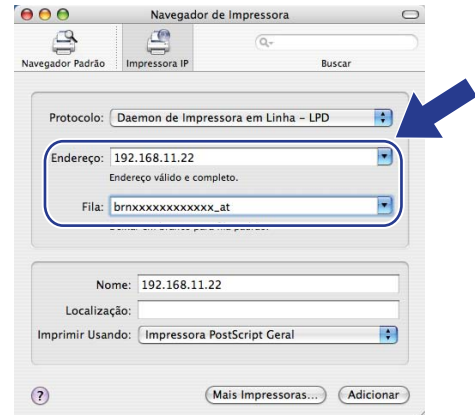 Navegador de Impressora
Navegador Padrão
Impressora IP
Buscar
Protocolo: Daemon de Impressora em Linha - LPD
Endereço: 192.168.11.22
Endereço válido e completo.
Fila: brnxxxxxxxxxxxx_at
Nome: 192.168.11.22
Localização:
Imprimir Usando: Impressora PostScript Geral
?
Mais Impressoras...
Adicionar